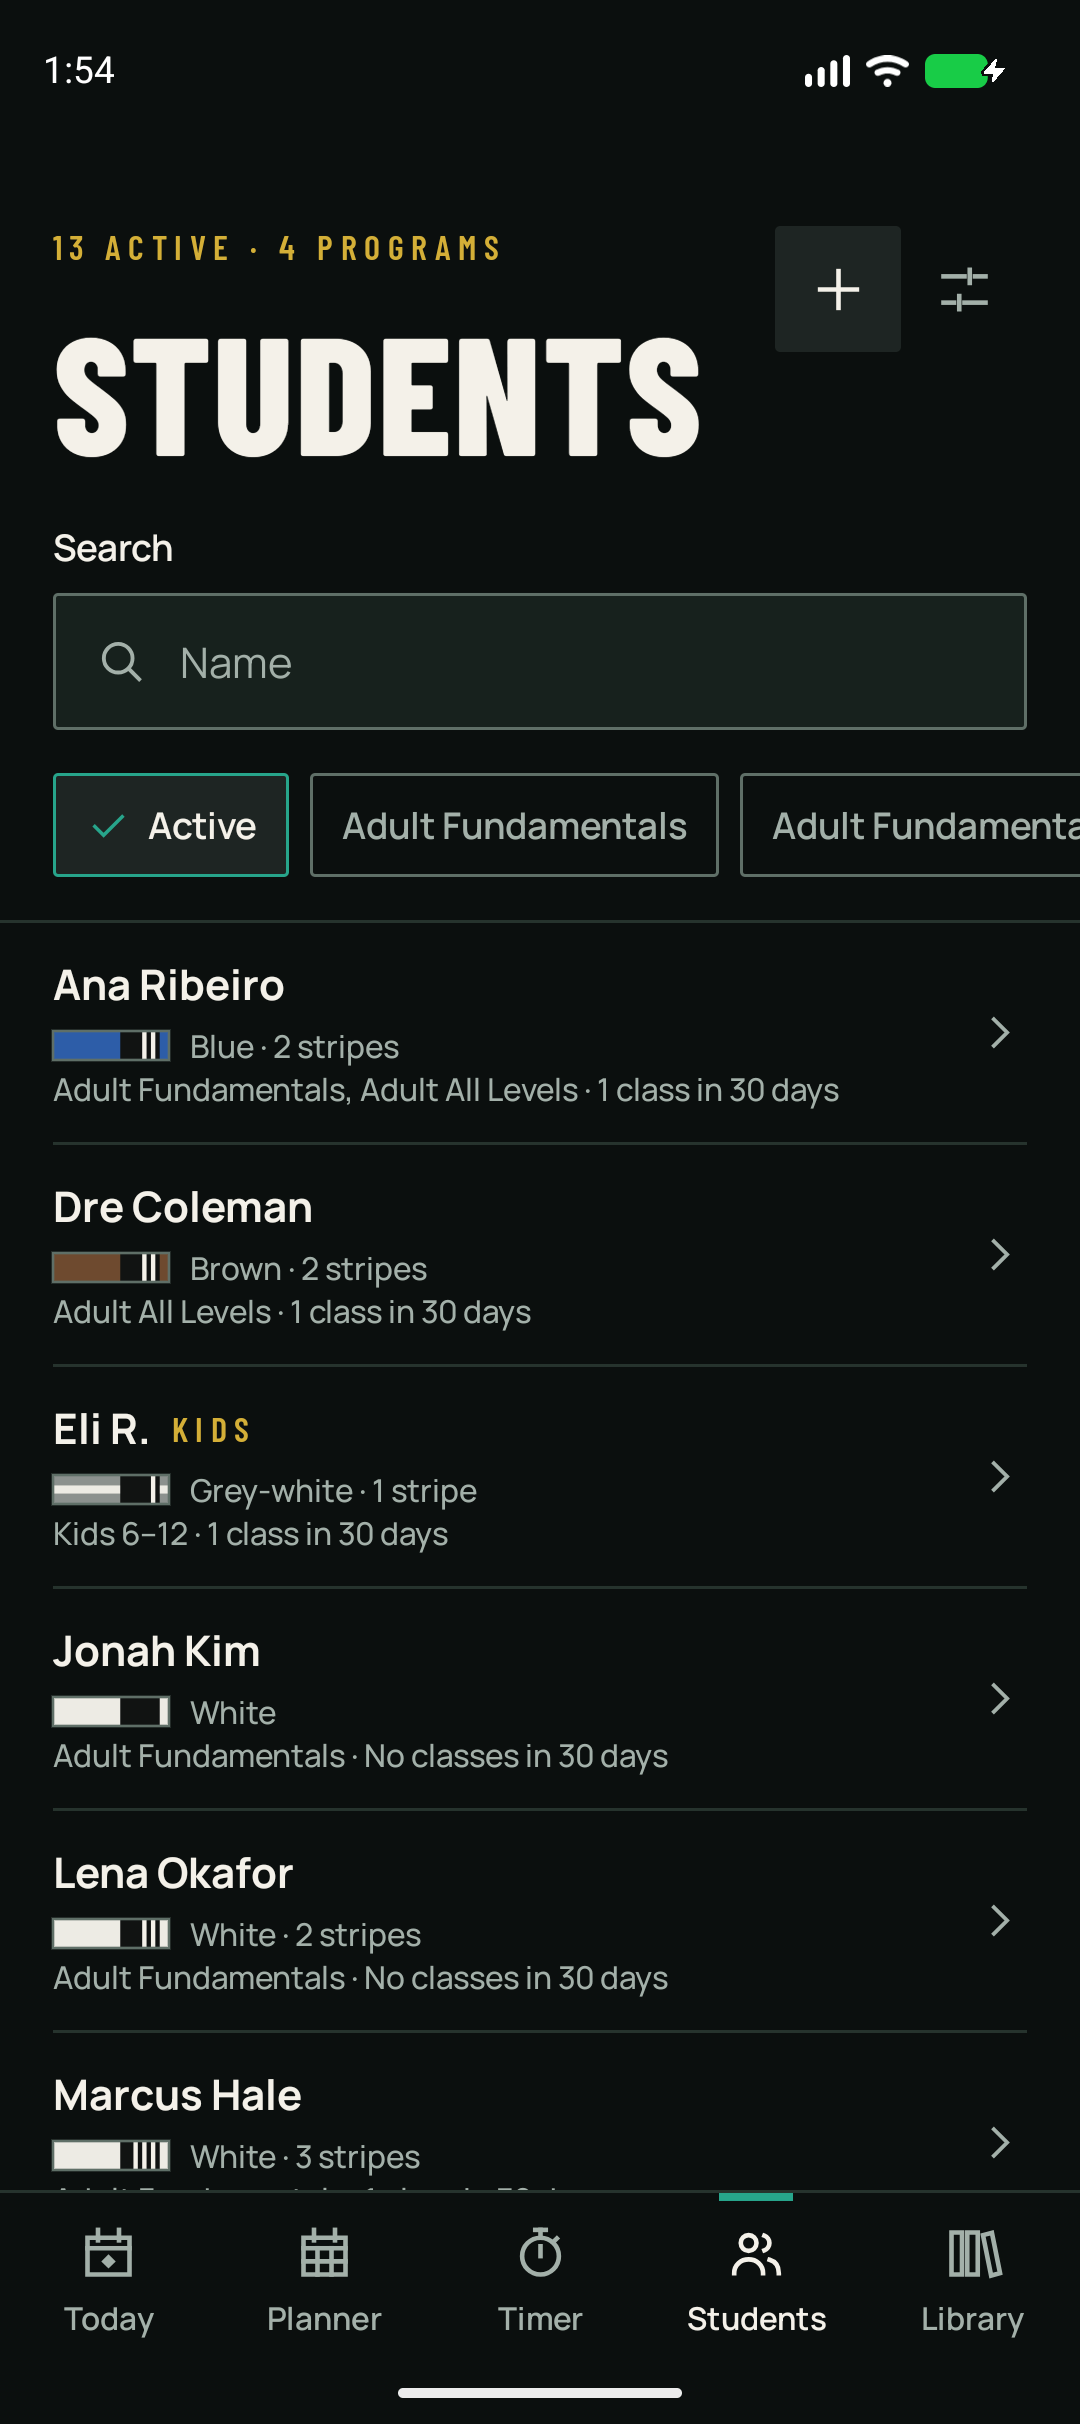 1:54
13 ACTIVE · 4 PROGRAMS
STUDENTS
Search
Name
Active
Adult Fundamentals
Adult Fundamenta
Ana Ribeiro
Blue · 2 stripes
Adult Fundamentals, Adult All Levels · 1 class in 30 days
Dre Coleman
Brown · 2 stripes
Adult All Levels · 1 class in 30 days
Eli R. KIDS
Grey-white · 1 stripe
Kids 6–12 · 1 class in 30 days
Jonah Kim
White
Adult Fundamentals · No classes in 30 days
Lena Okafor
White · 2 stripes
Adult Fundamentals · No classes in 30 days
Marcus Hale
White · 3 stripes
Today
Planner
Timer
Students
Library